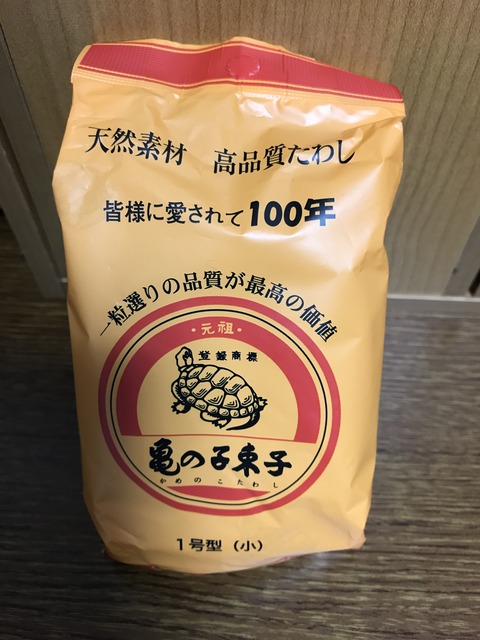 天然素材　高品質たわし
皆様に愛されて100年
一粒選りの品質が最高の価値
・元祖・
登録商標
亀の子束子
かめのこたわし
1号型（小）